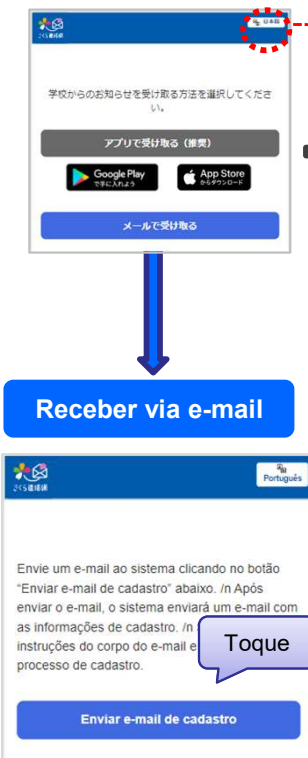 さくら連絡網
日本語
学校からのお知らせを受け取る方法を選択してくださ
い。
アプリで受け取る（推奨）
Google Play
で手に入れよう
App Store
からダウンロード
メールで受け取る
Receber via e-mail
さくら連絡網
Português
Envie um e-mail ao sistema clicando no botão
“Enviar e-mail de cadastro” abaixo. /n Após
enviar o e-mail, o sistema enviará um e-mail com
as informações de cadastro. /n
instruções do corpo do e-mail e
processo de cadastro.
Toque
Enviar e-mail de cadastro